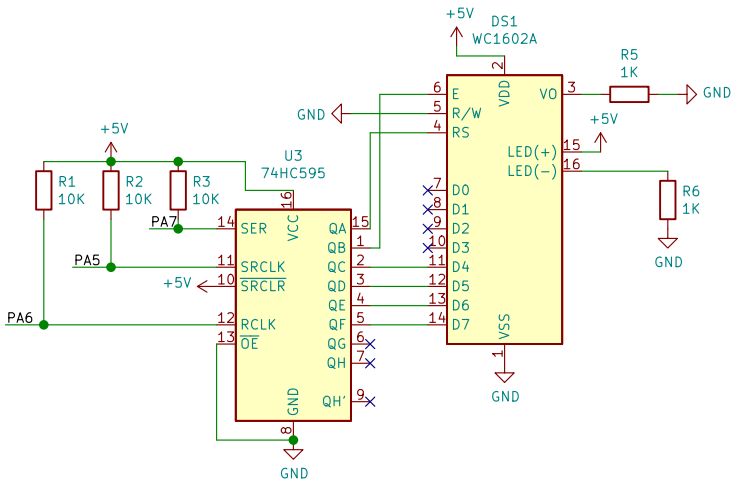 +5V
DS1
WC1602A
2
VDD
R5
1K
6
E
VO
3
GND
GND
5
R/W
4
RS
+5V
+5V
LED(+)
15
LED(-)
16
U3
74HC595
R1
10K
R2
10K
R3
10K
R6
1K
GND
16
VCC
7
D0
8
D1
9
D2
10
D3
PA7
14
SER
QA
15
QB
1
PA5
11
SRCLK
QC
2
11
D4
+5V
10
SRCLR
QD
3
12
D5
QE
4
13
D6
PA6
12
RCLK
QF
5
14
D7
13
OE
QG
6
QH
7
VSS
1
GND
QH'
9
GND
8
GND